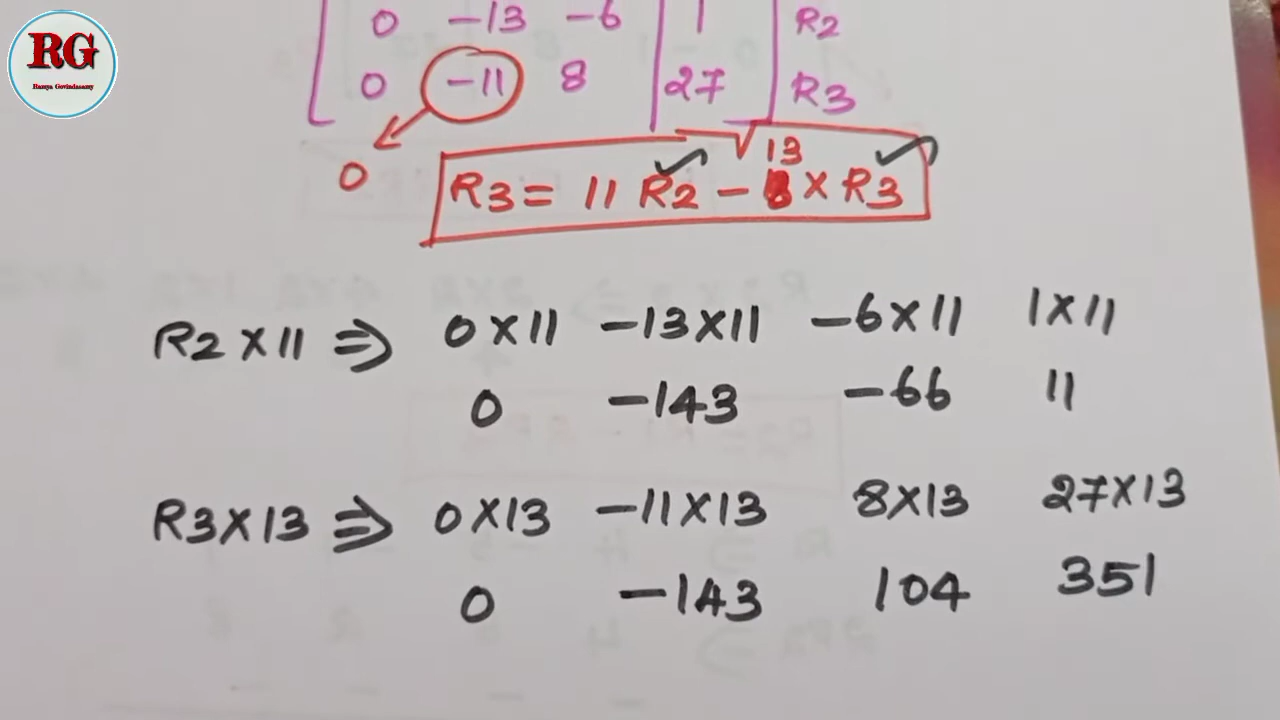 RG
Ramya Govindasamy
0 -13 -6 | 1 R2
0 -11 8 | 27 R3
0
13
R3 = 11 R2 - × R3
R2 × 11 ⇒ 0 × 11 -13 × 11 -6 × 11 1 × 11
0 -143 -66 11
R3 × 13 ⇒ 0 × 13 -11 × 13 8 × 13 27 × 13
0 -143 104 351